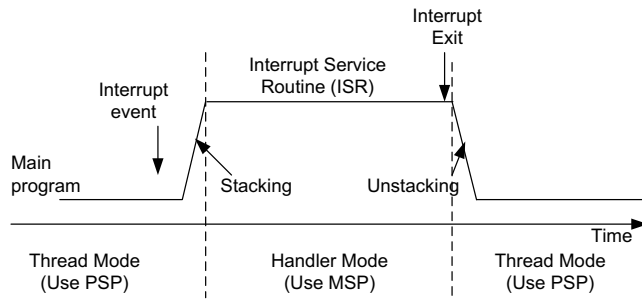 Interrupt
Exit
Interrupt Service
Routine (ISR)
Interrupt
event
Main
program
Stacking
Unstacking
Time
Thread Mode
(Use PSP)
Handler Mode
(Use MSP)
Thread Mode
(Use PSP)